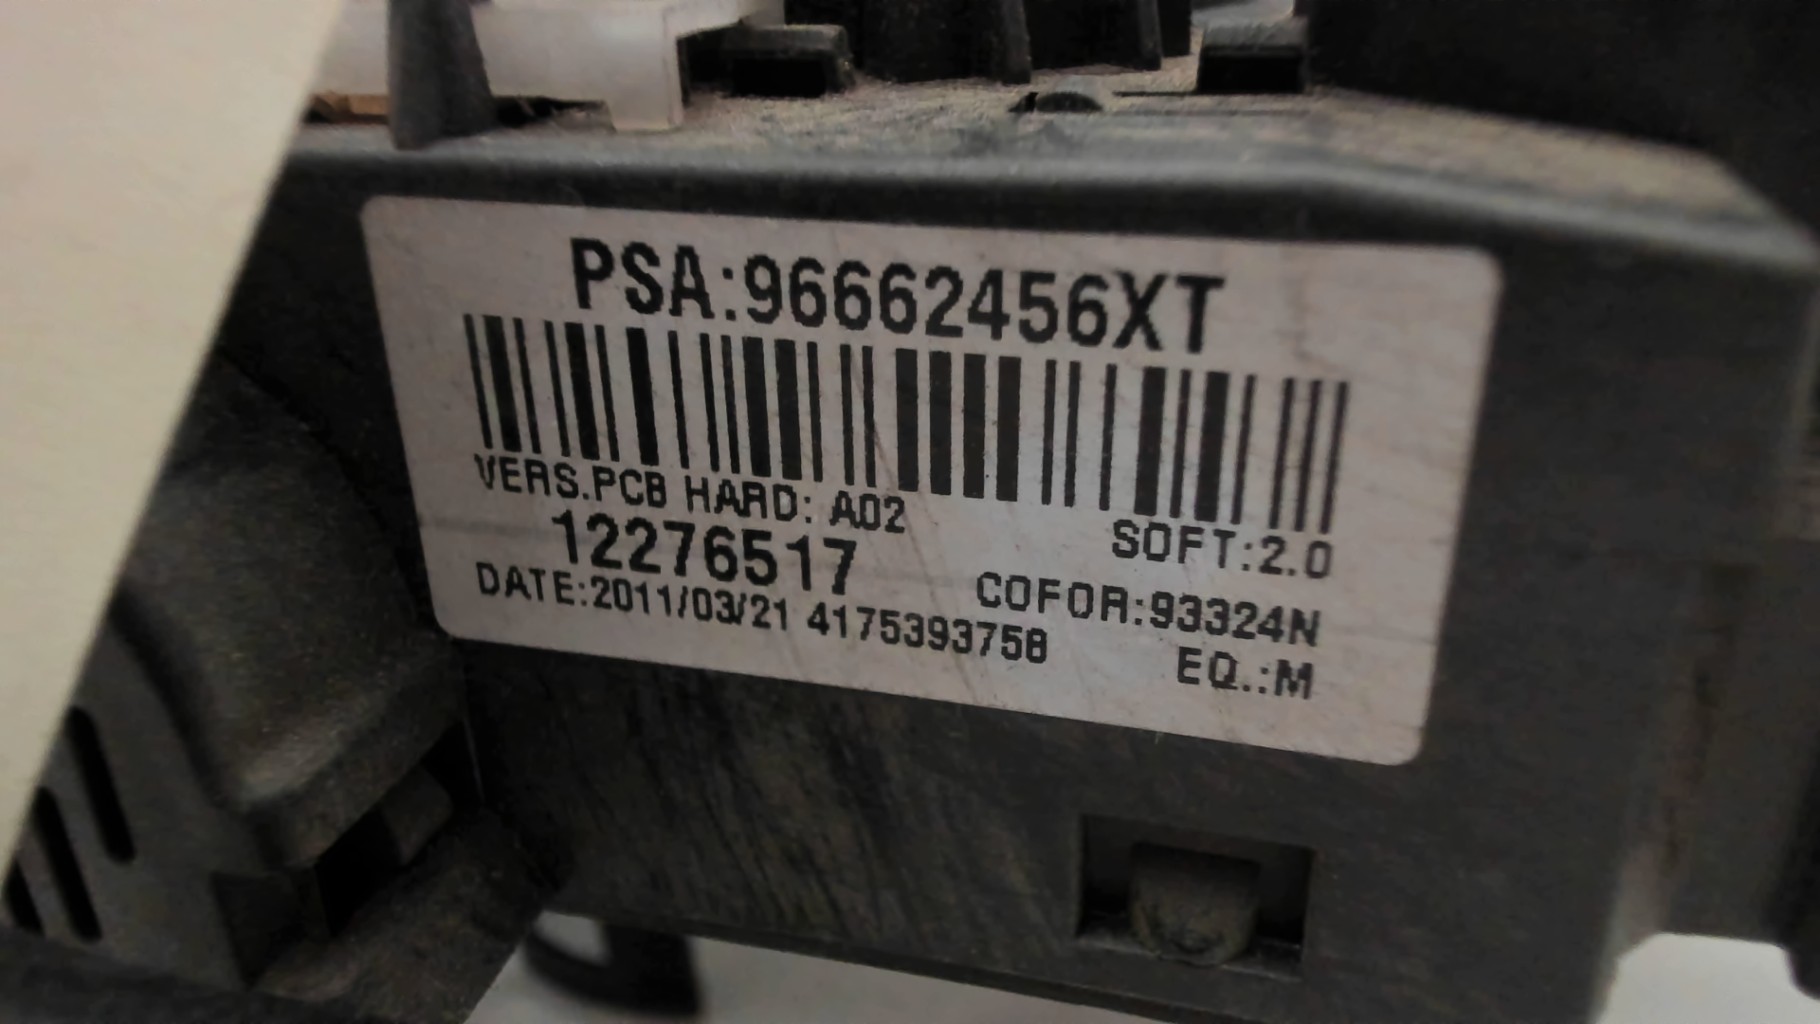 PSA:96662456XT
VERS.PCB HARD: A02 SOFT:2.0
12276517 COFOR:93324N
DATE:2011/03/21 4175393758 EQ.:M